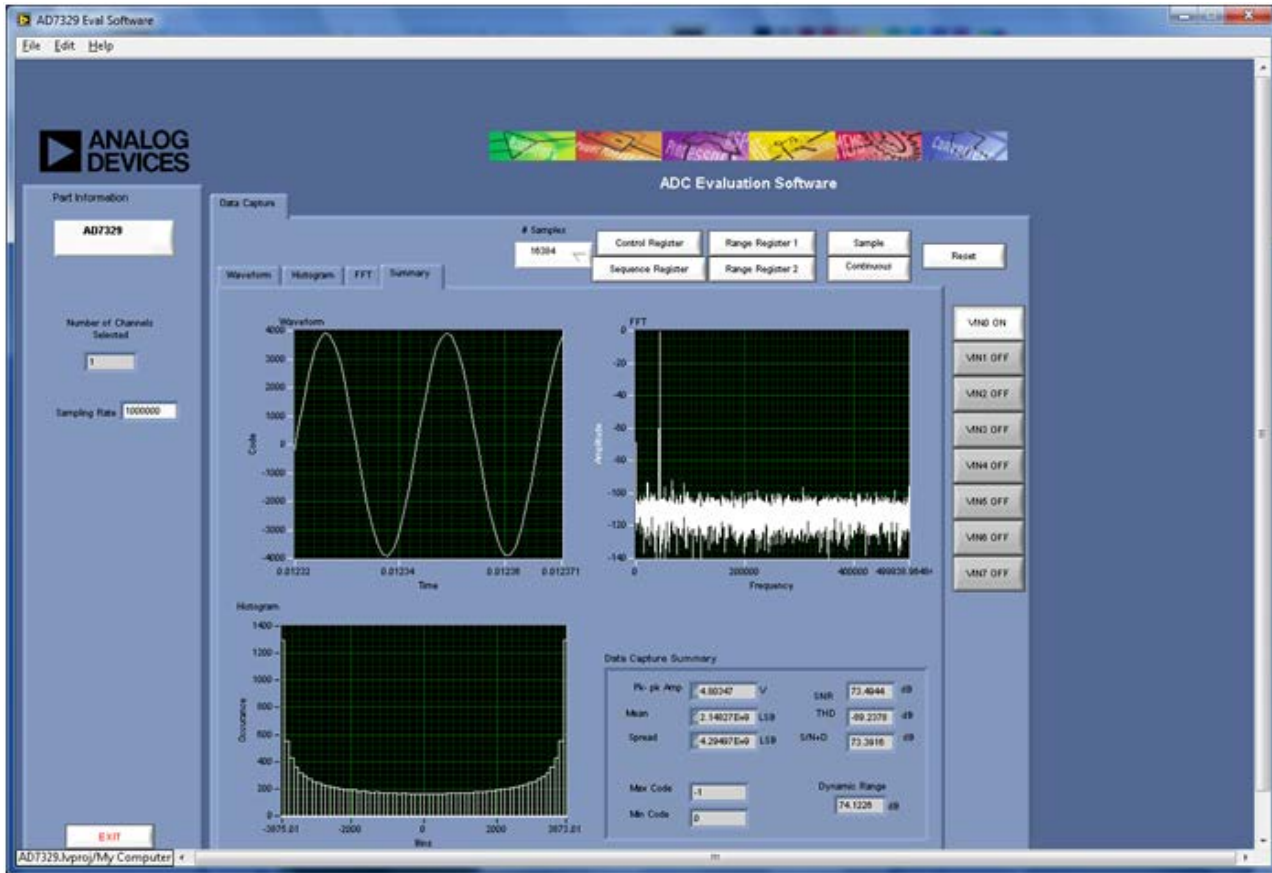 AD7329 Eval Software
File Edit Help
ANALOG
DEVICES
ADC Evaluation Software
Part Information
AD7329
Number of Channels
Selected
1
Sampling Rate 1000000
EXIT
AD7329.lvproj/My Computer
Data Capture
# Samples
16384
Control Register
Range Register 1
Sample
Sequence Register
Range Register 2
Continuous
Reset
Waveform Histogram FFT Summary
Waveform
4000
3000
2000
1000
0
-1000
-2000
-3000
-4000
Code
0.01232 0.01234 0.01236 0.012371
Time
FFT
0
-20
-40
-60
-80
-100
-120
-140
Amplitude
0 200000 400000
Frequency
VIN0 ON
VIN1 OFF
VIN2 OFF
VIN3 OFF
VIN4 OFF
VIN5 OFF
VIN6 OFF
VIN7 OFF
Histogram
1400
1200
1000
800
600
400
200
0
Occurance
-3875.01 -2000 0 2000 3873.01
Bins
Data Capture Summary
Pk-pk Amp 4.80347 V
Mean 2.14827E+9 LSB
Spread 4.29497E+9 LSB
Max Code -1
Min Code 0
SNR 73.4944 dB
THD -89.2378 dB
S/N+D 73.3916 dB
Dynamic Range
74.1226 dB